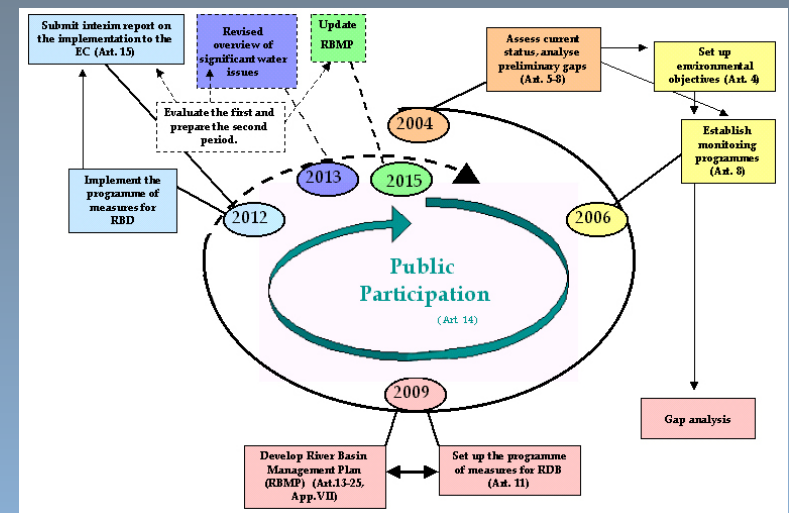 Submit interim report on
the implementation to the
EC (Art. 15)
Revised
overview of
significant water
issues
Update
RBMP
Assess current
status, analyse
preliminary gaps
(Art. 5-8)
Set up
environmental
objectives (Art. 4)
Evaluate the first and
prepare the second
period.
2004
Establish
monitoring
programmes
(Art. 8)
Implement the
programme of
measures for
RBD
2013
2015
2012
2006
Public
Participation
(Art. 14)
2009
Gap analysis
Develop River Basin
Management Plan
(RBMP) (Art.13-25,
App.VII)
Set up the programme
of measures for RDB
(Art. 11)